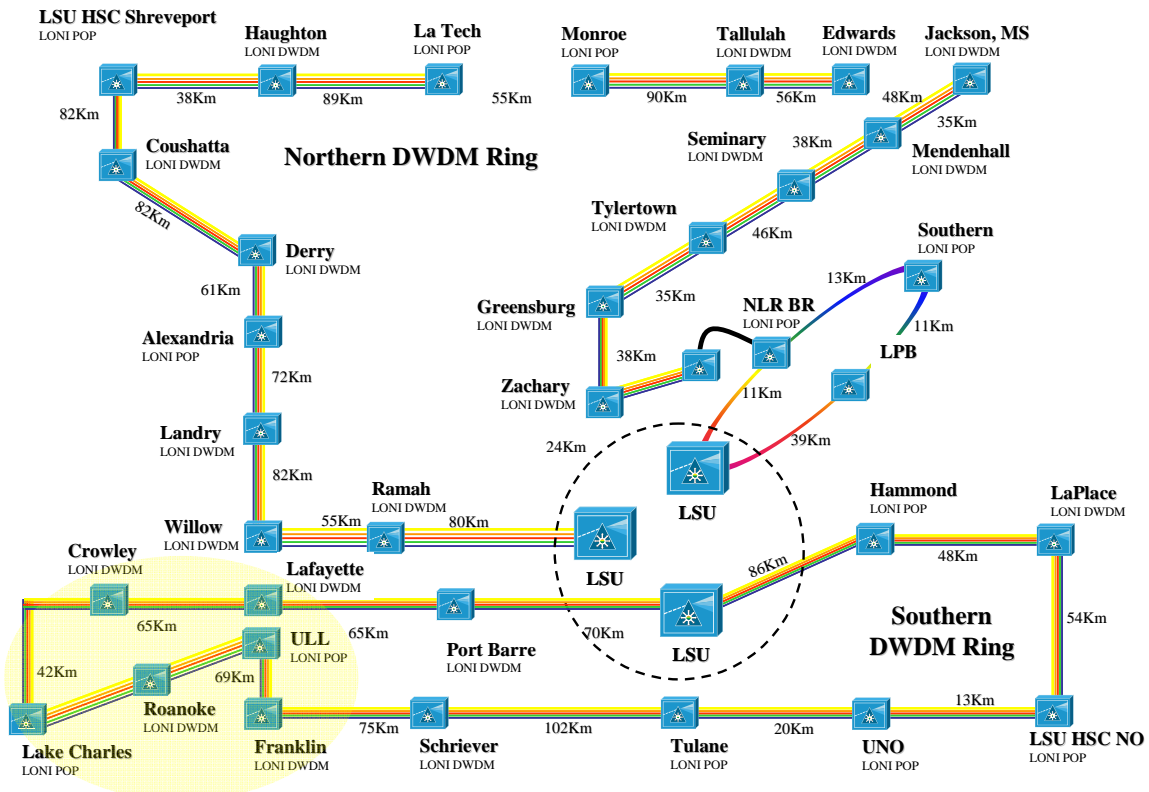 LSU HSC Shreveport
LONI POP
Haughton
LONI DWDM
La Tech
LONI POP
Monroe
LONI POP
Tallulah
LONI DWDM
Edwards
LONI DWDM
Jackson, MS
LONI DWDM
38Km
89Km
55Km
90Km
56Km
48Km
35Km
82Km
Coushatta
LONI DWDM
Northern DWDM Ring
Seminary
LONI DWDM
38Km
Mendenhall
LONI DWDM
82Km
Tylertown
LONI DWDM
46Km
Southern
LONI POP
Derry
LONI DWDM
61Km
35Km
13Km
Greensburg
LONI DWDM
NLR BR
LONI POP
11Km
LPB
Alexandria
LONI POP
38Km
72Km
Zachary
LONI DWDM
11Km
Landry
LONI DWDM
24Km
39Km
82Km
Ramah
LONI DWDM
LSU
Hammond
LONI POP
LaPlace
LONI DWDM
Willow
LONI DWDM
55Km
80Km
LSU
86Km
48Km
Crowley
LONI DWDM
Lafayette
LONI DWDM
65Km
65Km
70Km
Southern
DWDM Ring
54Km
ULL
LONI POP
Port Barre
LONI DWDM
LSU
42Km
69Km
Roanoke
LONI DWDM
13Km
Lake Charles
LONI POP
Franklin
LONI DWDM
75Km
Schriever
LONI DWDM
102Km
Tulane
LONI POP
20Km
UNO
LONI POP
LSU HSC NO
LONI POP